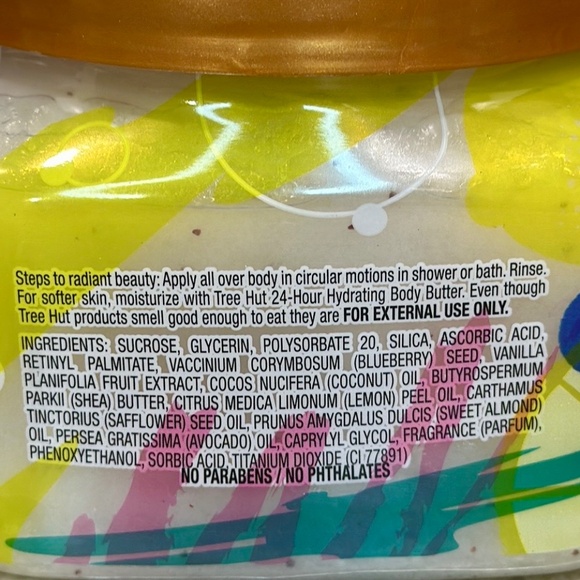 Steps to radiant beauty: Apply all over body in circular motions in shower or bath. Rinse.
For softer skin, moisturize with Tree Hut 24-Hour Hydrating Body Butter. Even though
Tree Hut products smell good enough to eat they are FOR EXTERNAL USE ONLY.
INGREDIENTS: SUCROSE, GLYCERIN, POLYSORBATE 20, SILICA, ASCORBIC ACID,
RETINYL PALMITATE, VACCINIUM CORYMBOSUM (BLUEBERRY) SEED, VANILLA
PLANIFOLIA FRUIT EXTRACT, COCOS NUCIFERA (COCONUT) OIL, BUTYROSPERMUM
PARKII (SHEA) BUTTER, CITRUS MEDICA LIMONUM (LEMON) PEEL OIL, CARTHAMUS
TINCTORIUS (SAFFLOWER) SEED OIL, PRUNUS AMYGDALUS DULCIS (SWEET ALMOND)
OIL, PERSEA GRATISSIMA (AVOCADO) OIL, CAPRYLYL GLYCOL, FRAGRANCE (PARFUM),
PHENOXYETHANOL, SORBIC ACID, TITANIUM DIOXIDE (CI 77891)
NO PARABENS / NO PHTHALATES